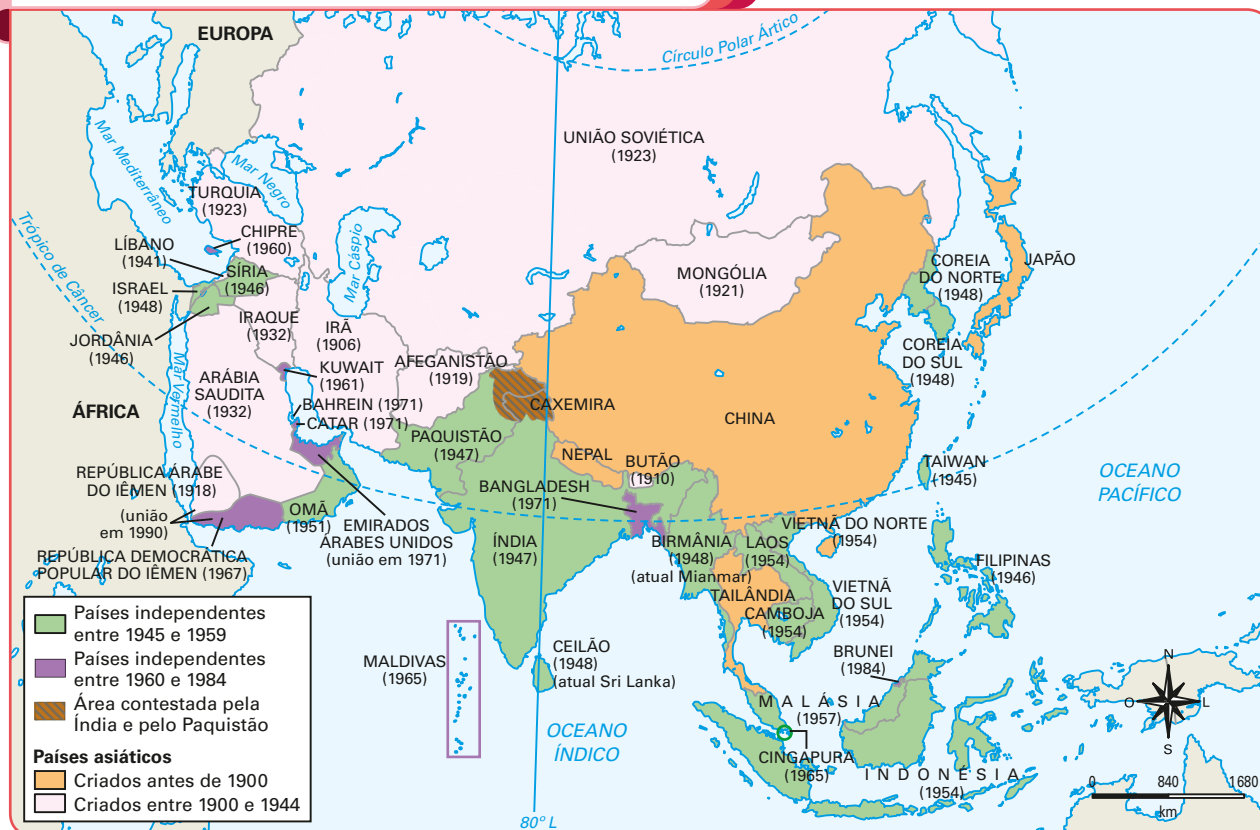 EUROPA
Círculo Polar Ártico
UNIÃO SOVIÉTICA
(1923)
Mar Mediterrâneo
Mar Negro
TURQUIA
(1923)
Trópico de Câncer
CHIPRE
(1960)
LÍBANO
(1941)
SÍRIA
(1946)
Mar Cáspio
ISRAEL
(1948)
MONGÓLIA
(1921)
COREIA
DO NORTE
(1948)
JAPÃO
IRAQUE
(1932)
IRÃ
(1906)
JORDÂNIA
(1946)
COREIA
DO SUL
(1948)
AFEGANISTÃO
(1919)
KUWAIT
(1961)
ARÁBIA
SAUDITA
(1932)
Mar Vermelho
BAHREIN (1971)
CATAR (1971)
CAXEMIRA
ÁFRICA
CHINA
PAQUISTÃO
(1947)
NEPAL
BUTÃO
(1910)
TAIWAN
(1945)
OCEANO
PACÍFICO
REPÚBLICA ÁRABE
DO IÊMEN (1918)
BANGLADESH
(1971)
(união
em 1990)
OMÃ
(1951)
EMIRADOS
ÁRABES UNIDOS
(união em 1971)
REPÚBLICA DEMOCRÁTICA
POPULAR DO IÊMEN (1967)
ÍNDIA
(1947)
BIRMÂNIA
(1948)
(atual Mianmar)
LAOS
(1954)
VIETNÃ DO NORTE
(1954)
FILIPINAS
(1946)
TAILÂNDIA
CAMBOJA
(1954)
VIETNÃ
DO SUL
(1954)
MALDIVAS
(1965)
CEILÃO
(1948)
(atual Sri Lanka)
BRUNEI
(1984)
MALÁSIA
(1957)
OCEANO
ÍNDICO
CINGAPURA
(1965)
INDONÉSIA
(1954)
80° L
N
O
L
S
0 840 1680
km
Países independentes
entre 1945 e 1959
Países independentes
entre 1960 e 1984
Área contestada pela
Índia e pelo Paquistão
Países asiáticos
Criados antes de 1900
Criados entre 1900 e 1944